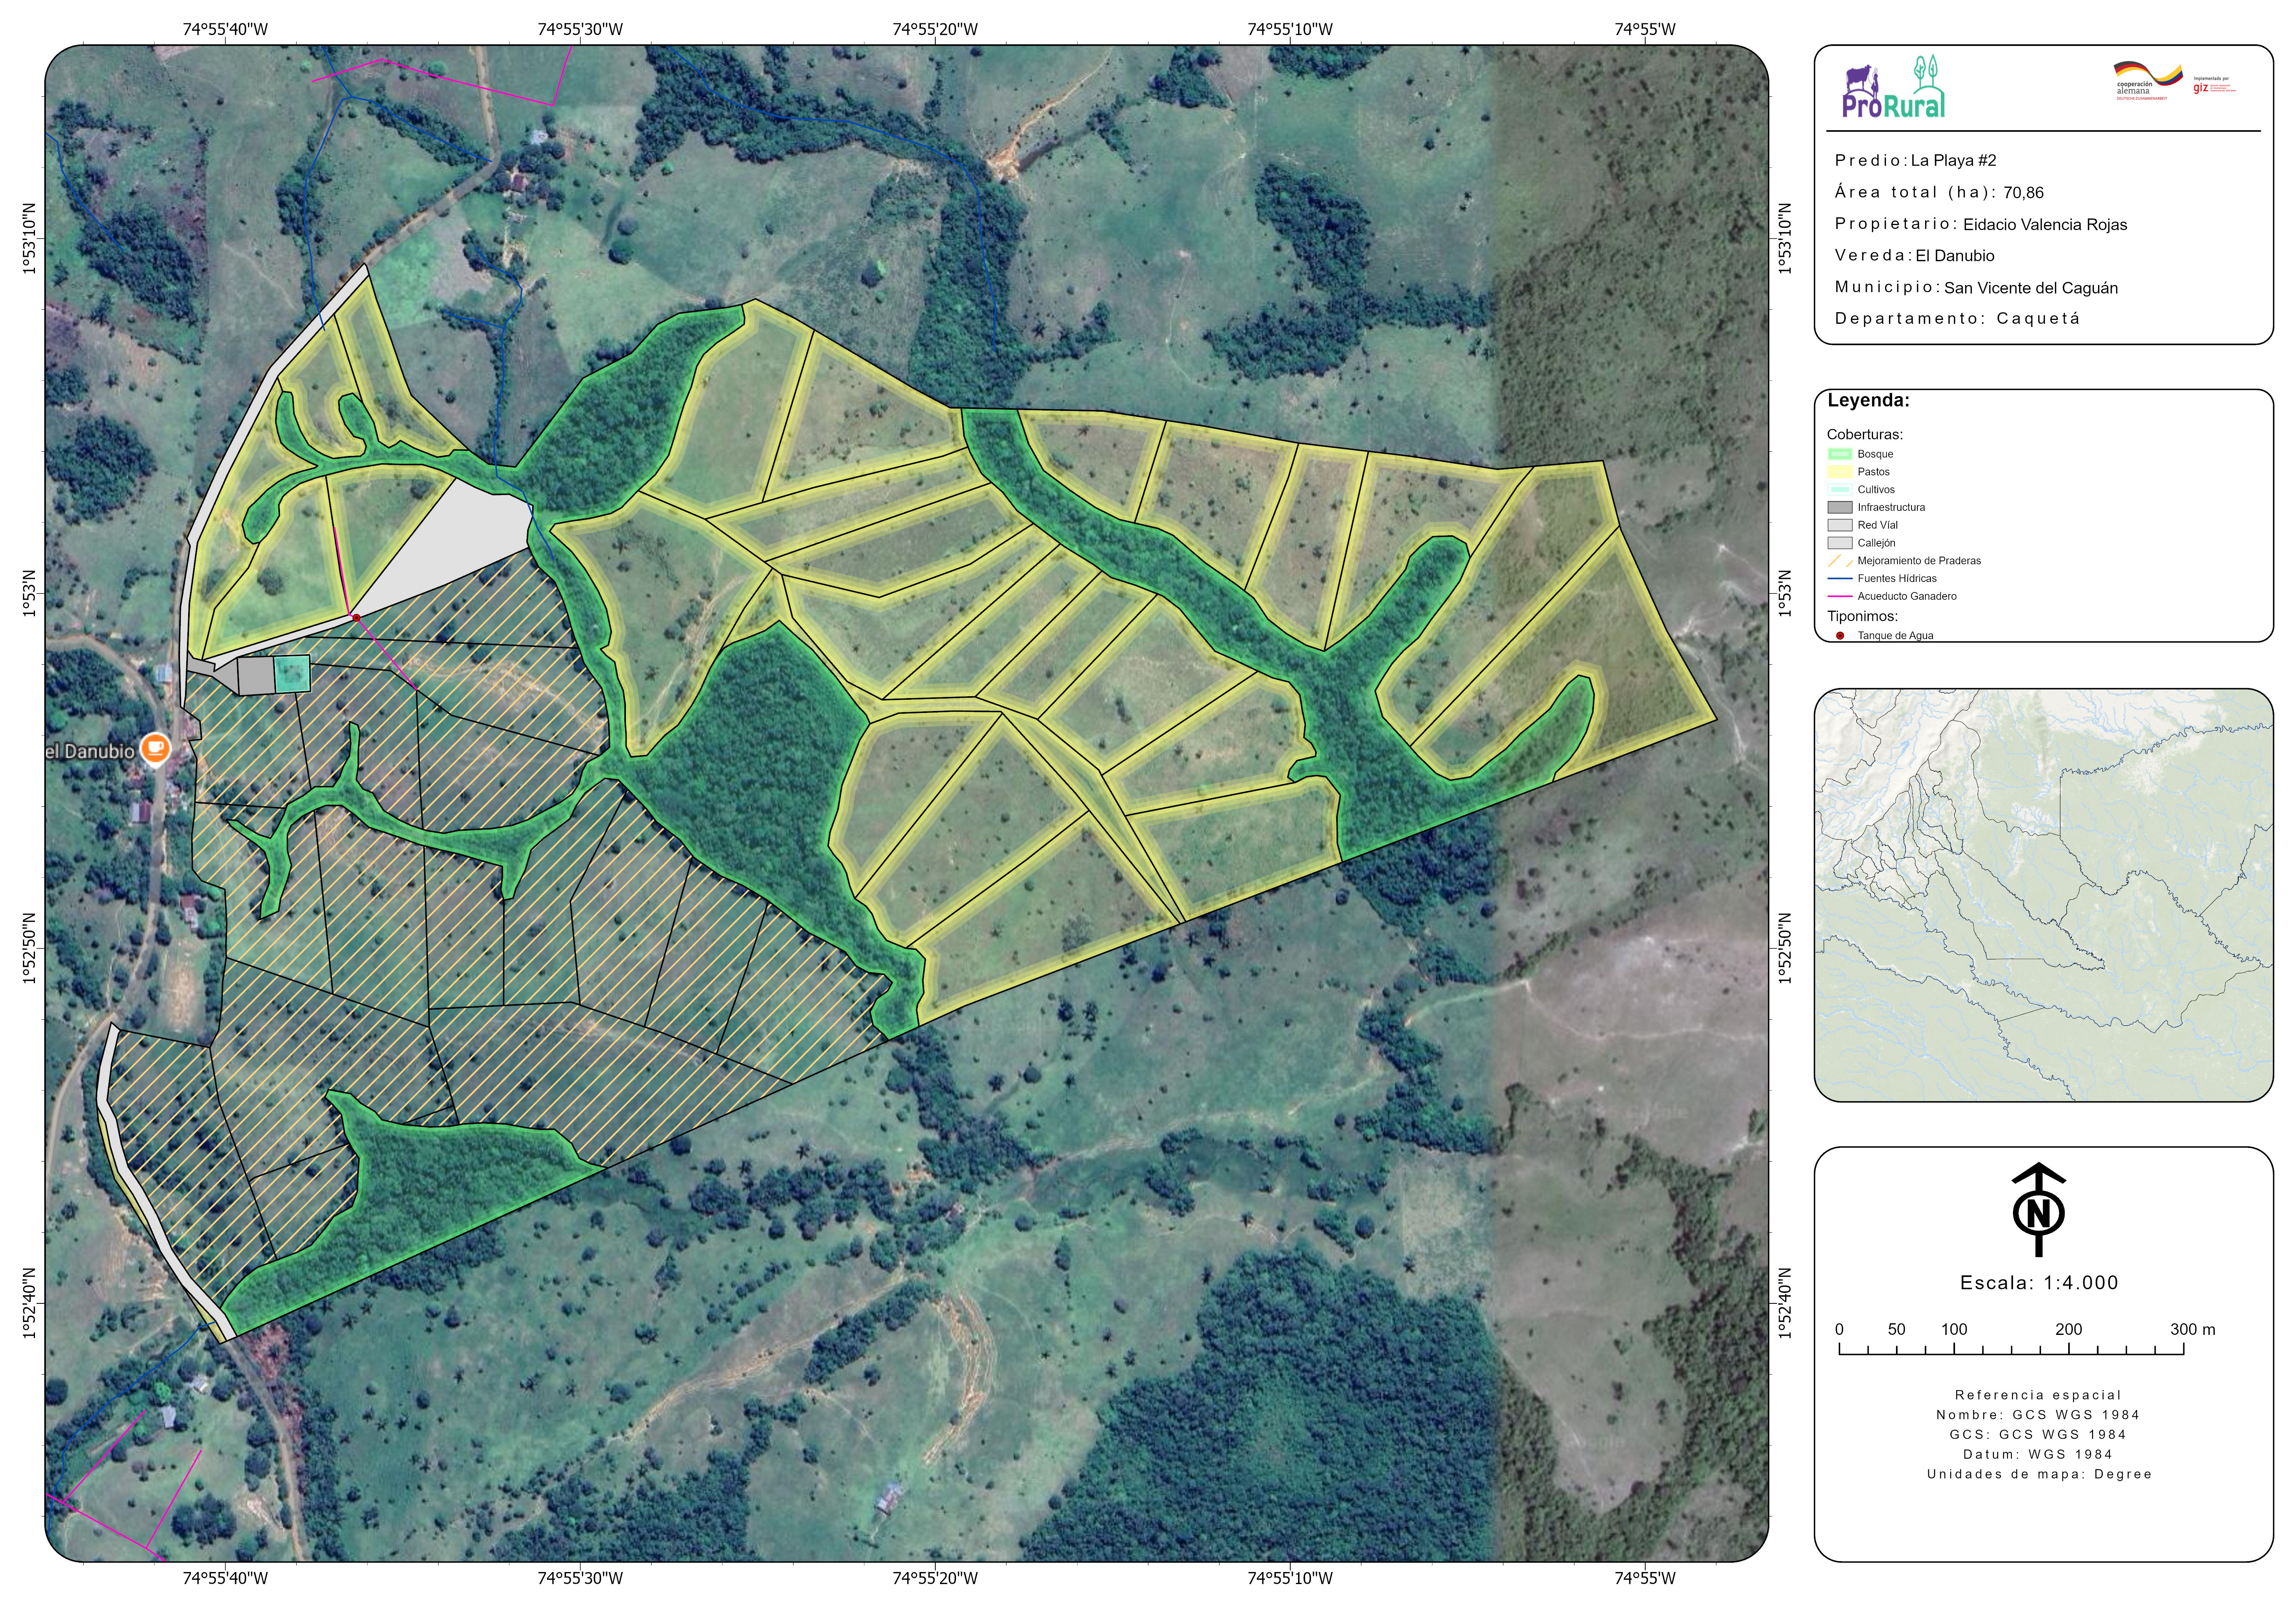 74°55'40"W 74°55'30"W 74°55'20"W 74°55'10"W 74°55'W
1°53'10"N
1°53'N
1°52'50"N
1°52'40"N
el Danubio
1°53'10"N
1°53'N
1°52'50"N
1°52'40"N
74°55'40"W 74°55'30"W 74°55'20"W 74°55'10"W 74°55'W
ProRural
cooperación
alemana
DEUTSCHE ZUSAMMENARBEIT
Implementada por
giz
Predio: La Playa #2
Área total (ha): 70,86
Propietario: Eidacio Valencia Rojas
Vereda: El Danubio
Municipio: San Vicente del Caguán
Departamento: Caquetá
Leyenda:
Coberturas:
Bosque
Pastos
Cultivos
Infraestructura
Red Víal
Callejón
Mejoramiento de Praderas
Fuentes Hídricas
Acueducto Ganadero
Tiponimos:
Tanque de Agua
N
Escala: 1:4.000
0 50 100 200 300 m
Referencia espacial
Nombre: GCS WGS 1984
GCS: GCS WGS 1984
Datum: WGS 1984
Unidades de mapa: Degree